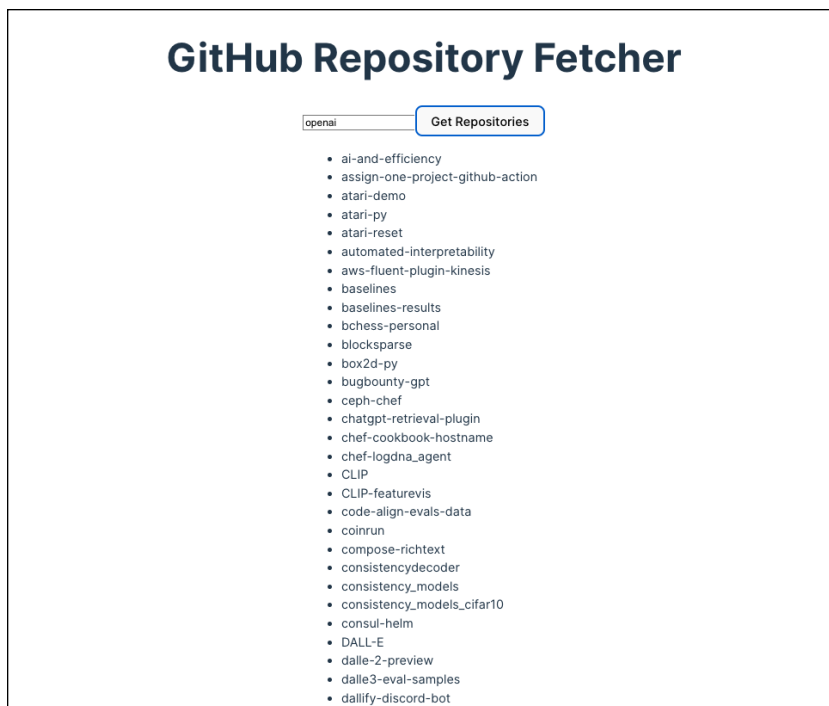 GitHub Repository Fetcher
openai Get Repositories
ai-and-efficiency
assign-one-project-github-action
atari-demo
atari-py
atari-reset
automated-interpretability
aws-fluent-plugin-kinesis
baselines
baselines-results
bchess-personal
blocksparse
box2d-py
bugbounty-gpt
ceph-chef
chatgpt-retrieval-plugin
chef-cookbook-hostname
chef-logdna_agent
CLIP
CLIP-featurevis
code-align-evals-data
coinrun
compose-richtext
consistencydecoder
consistency_models
consistency_models_cifar10
consul-helm
DALL-E
dalle-2-preview
dalle3-eval-samples
dallify-discord-bot